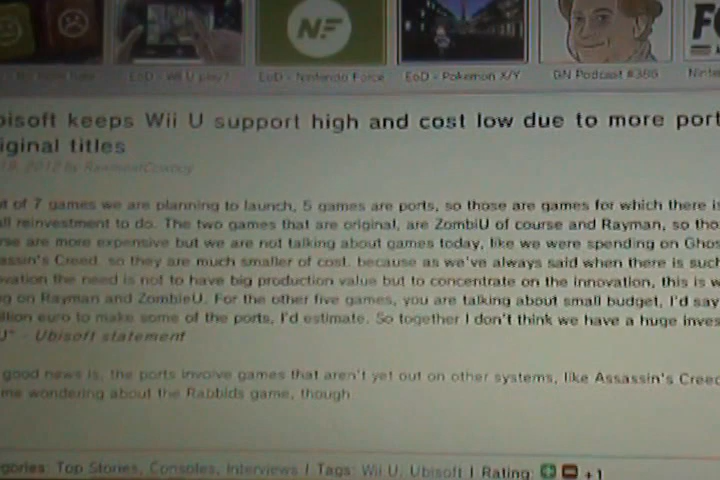 NF
FO
EoD - Wii U play?
EoD - Nintendo Force
EoD - Pokemon X/Y
GN Podcast #386
Ninte
bisoft keeps Wii U support high and cost low due to more port
iginal titles
2012 by RawmeatCowboy
t of 7 games we are planning to launch, 5 games are ports, so those are games for which there is
ll reinvestment to do. The two games that are original, are ZombiU of course and Rayman, so tho
rse are more expensive but we are not talking about games today, like we were spending on Ghos
assin's Creed. so they are much smaller of cost. because as we've always said when there is such
ovation the need is not to have big production value but to concentrate on the innovation, this is w
ng on Rayman and ZombieU. For the other five games, you are talking about small budget, I'd say
llion euro to make some of the ports, I'd estimate. So together I don't think we have a huge inves
U" - Ubisoft statement
good news is, the ports involve games that aren't yet out on other systems, like Assassin's Creed
me wondering about the Rabbids game, though
gories: Top Stories, Consoles, Interviews | Tags: Wii U, Ubisoft | Rating: + - +1